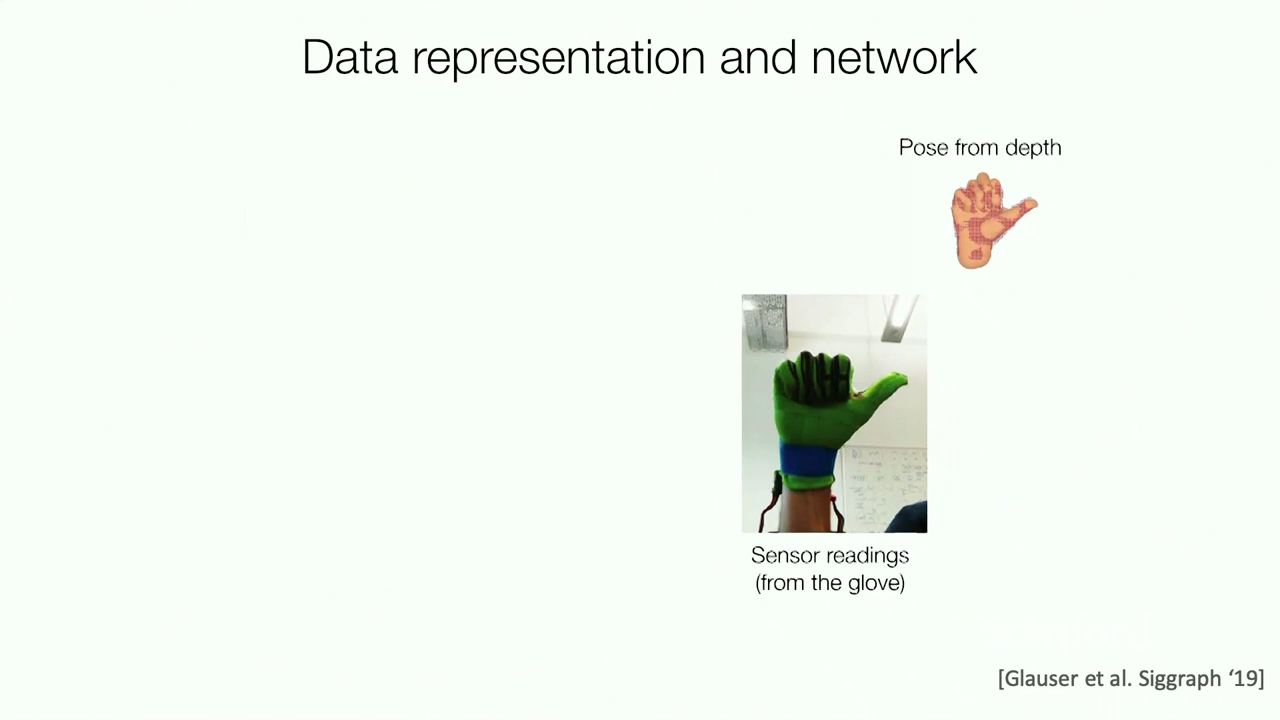 Data representation and network
Pose from depth
Sensor readings
(from the glove)
[Glauser et al. Siggraph ‘19]